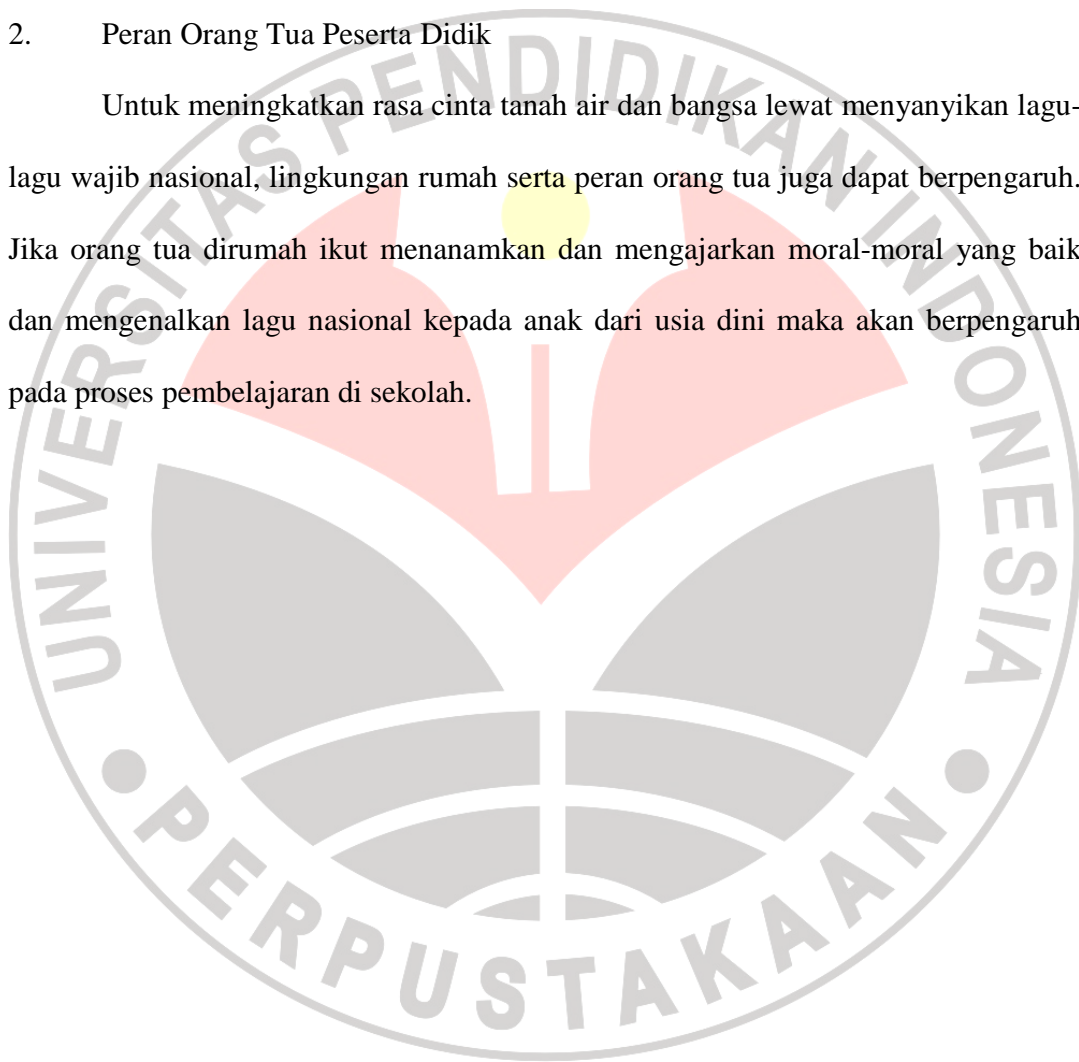 2. Peran Orang Tua Peserta Didik
Untuk meningkatkan rasa cinta tanah air dan bangsa lewat menyanyikan lagu-
lagu wajib nasional, lingkungan rumah serta peran orang tua juga dapat berpengaruh.
Jika orang tua dirumah ikut menanamkan dan mengajarkan moral-moral yang baik
dan mengenalkan lagu nasional kepada anak dari usia dini maka akan berpengaruh
pada proses pembelajaran di sekolah.
UNIVERSITAS PENDIDIKAN INDONESIA
PERPUSTAKAAN